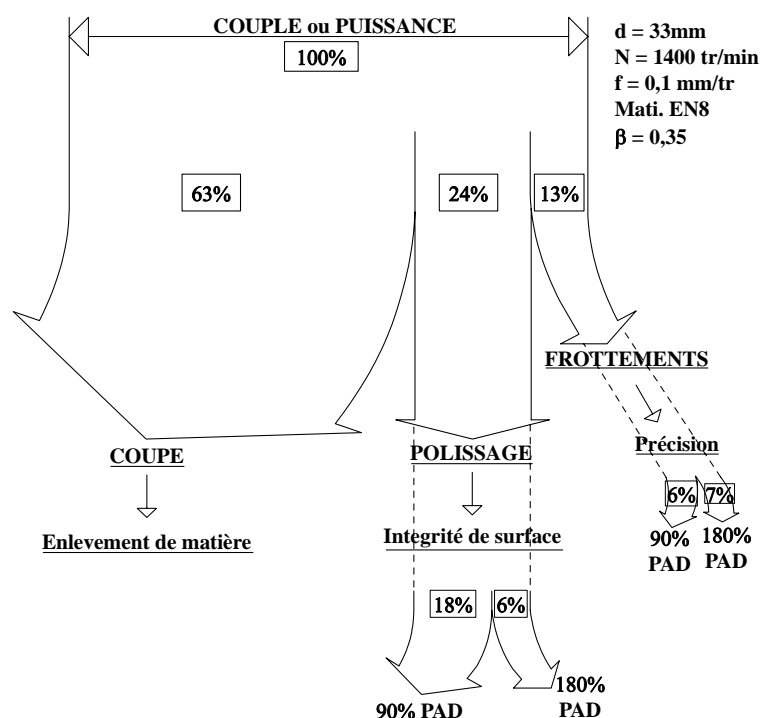 COUPLE ou PUISSANCE
100%
d = 33mm
N = 1400 tr/min
f = 0,1 mm/tr
Mati. EN8
β = 0,35
63%
24%
13%
FROTTEMENTS
COUPE
POLISSAGE
Précision
Enlevement de matière
Integrité de surface
6%
7%
90%
PAD
180%
PAD
18%
6%
90% PAD
180%
PAD